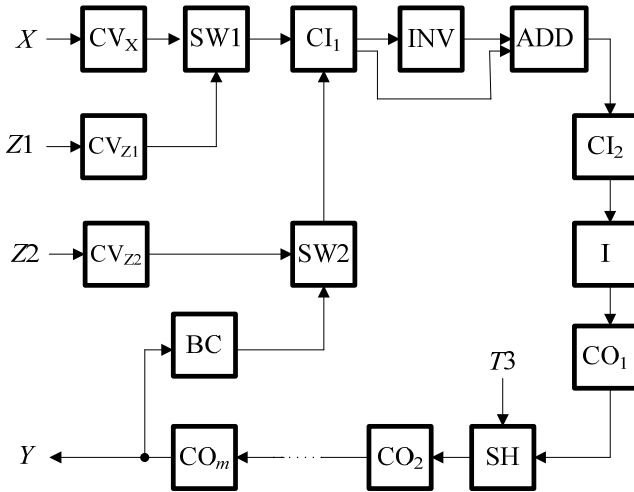 X CV_X SW1 CI_1 INV ADD
Z1 CV_Z1 CI_2
Z2 CV_Z2 SW2 I
BC T3 CO_1
Y CO_m ..... CO_2 SH